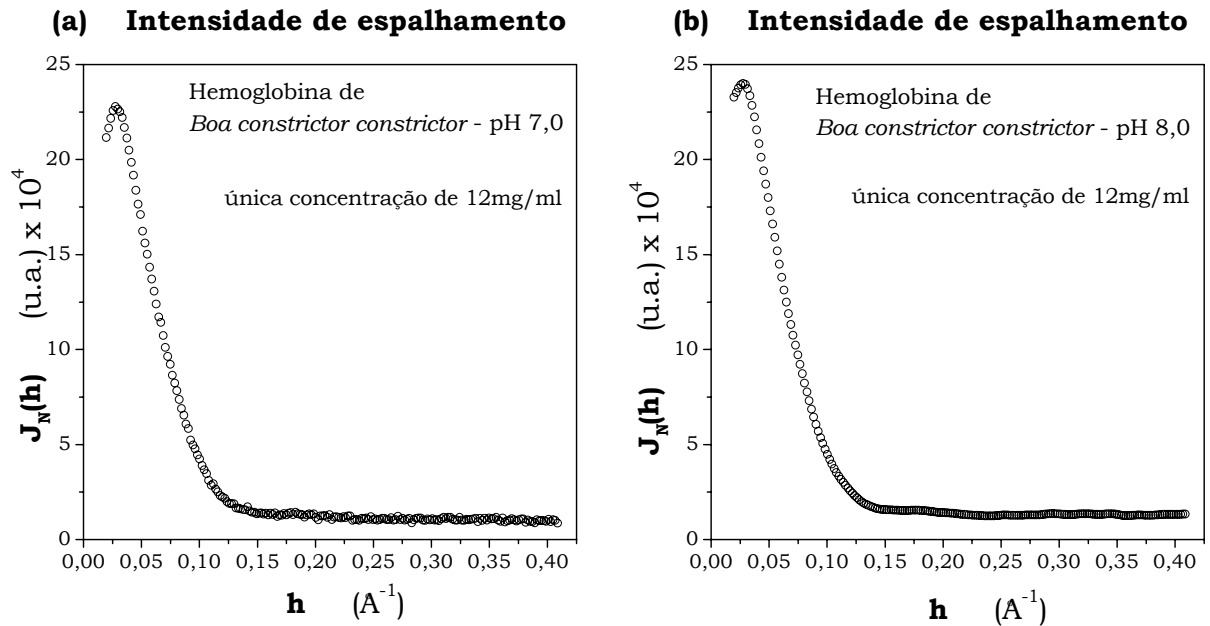 (a) Intensidade de espalhamento
25
20
15
10
5
0
J_N(h) (u.a.) x 10^4
Hemoglobina de
Boa constrictor constrictor - pH 7,0
única concentração de 12mg/ml
0,00 0,05 0,10 0,15 0,20 0,25 0,30 0,35 0,40
h (A^-1)
(b) Intensidade de espalhamento
25
20
15
10
5
0
J_N(h) (u.a.) x 10^4
Hemoglobina de
Boa constrictor constrictor - pH 8,0
única concentração de 12mg/ml
0,00 0,05 0,10 0,15 0,20 0,25 0,30 0,35 0,40
h (A^-1)